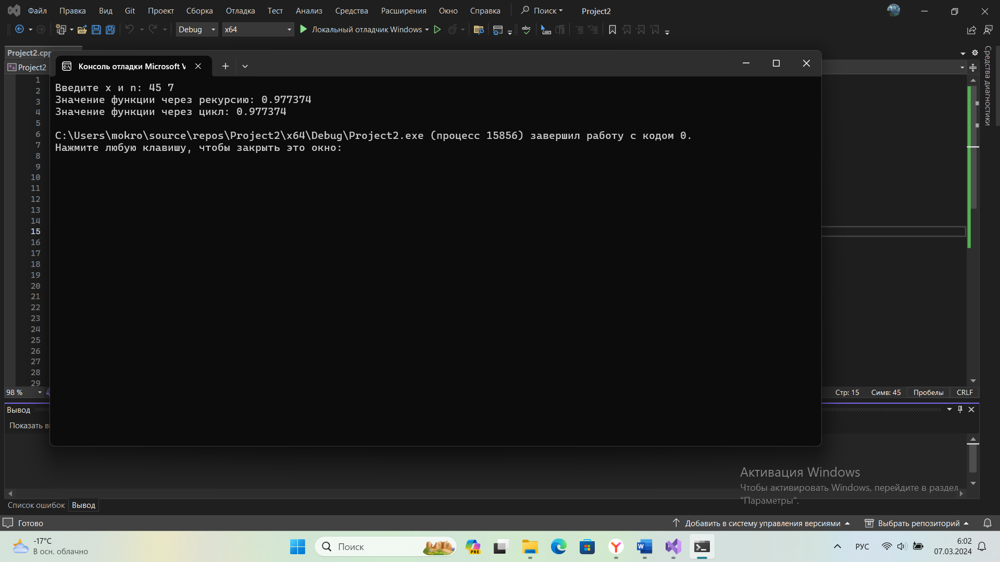 Файл Правка Вид Git Проект Сборка Отладка Тест Анализ Средства Расширения Окно Справка Поиск Project2
Debug x64 Локальный отладчик Windows abc
Project2.cpp
Project2
Консоль отладки Microsoft V
Средства диагностики
Введите x и n: 45 7
Значение функции через рекурсию: 0.977374
Значение функции через цикл: 0.977374
C:\Users\mokro\source\repos\Project2\x64\Debug\Project2.exe (процесс 15856) завершил работу с кодом 0.
Нажмите любую клавишу, чтобы закрыть это окно:
1
2
3
4
5
6
7
8
9
10
11
12
13
14
15
16
17
18
19
20
21
22
23
24
25
26
27
28
29
98 % Стр: 15 Симв: 45 Пробелы CRLF
Вывод
Показать
Активация Windows
Чтобы активировать Windows, перейдите в раздел
"Параметры".
Список ошибок Вывод
Готово Добавить в систему управления версиями Выбрать репозиторий
-17°C
В осн. облачно
Поиск
PRE
РУС
6:02
07.03.2024